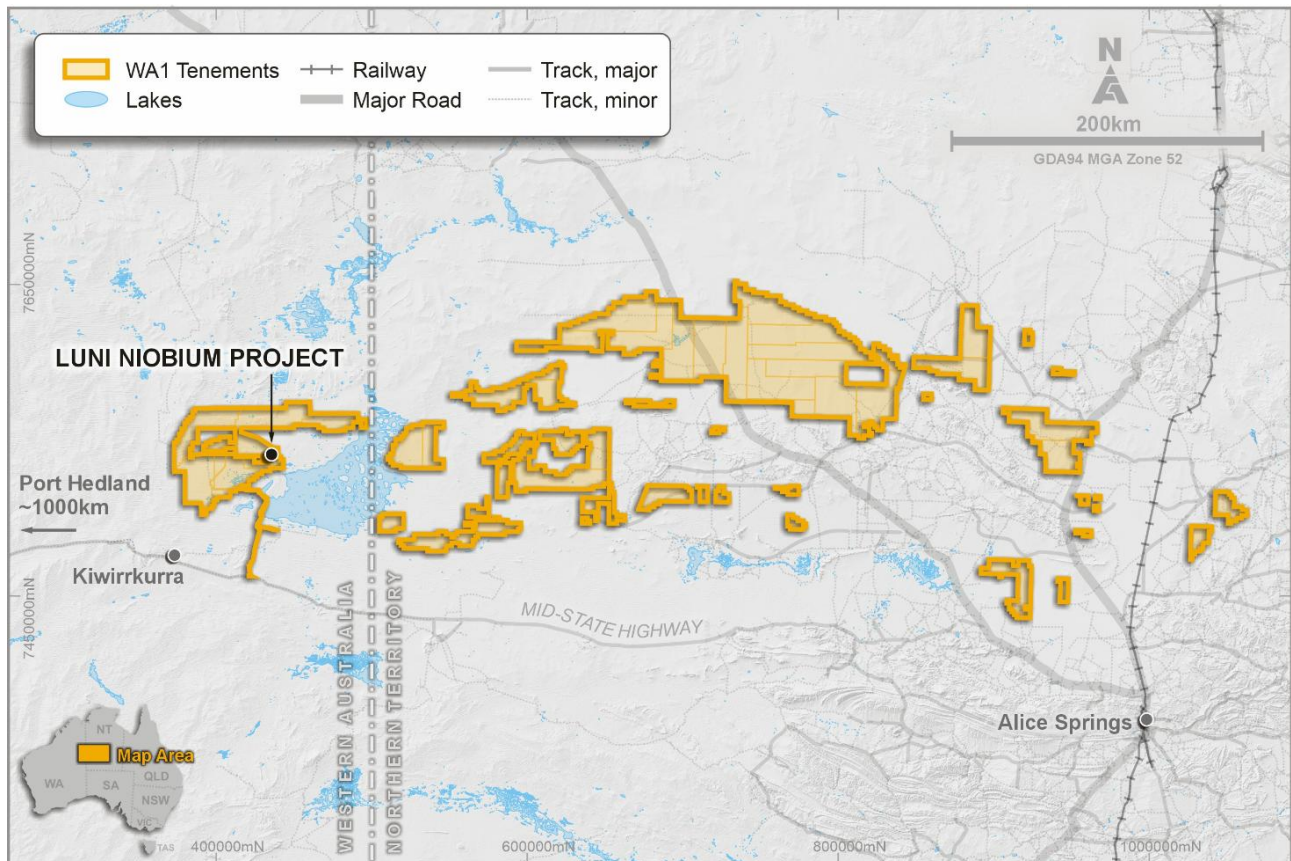 WA1 Tenements
Lakes
Railway
Major Road
Track, major
Track, minor
N
200km
GDA94 MGA Zone 52
7650000mN
LUNI NIOBIUM PROJECT
Port Hedland
~1000km
Kiwirrkurra
7450000mN
MID-STATE HIGHWAY
WESTERN AUSTRALIA
NORTHERN TERRITORY
Alice Springs
NT
Map Area
WA
QLD
SA
NSW
VIC
TAS
400000mN
600000mN
800000mN
1000000mN